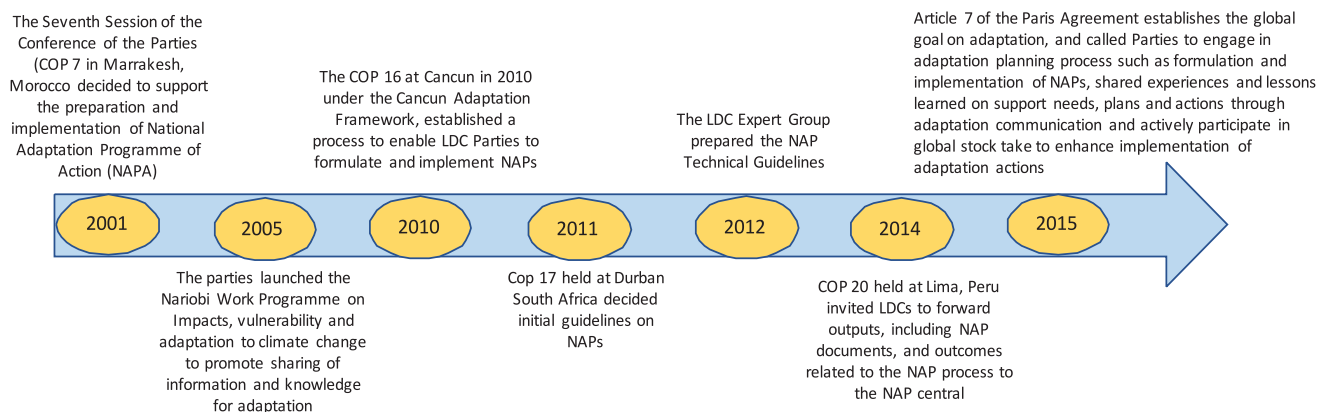 The Seventh Session of the
Conference of the Parties
(COP 7 in Marrakesh,
Morocco decided to support
the preparation and
implementation of National
Adaptation Programme of
Action (NAPA)
The COP 16 at Cancun in 2010
under the Cancun Adaptation
Framework, established a
process to enable LDC Parties to
formulate and implement NAPs
The LDC Expert Group
prepared the NAP
Technical Guidelines
Article 7 of the Paris Agreement establishes the global
goal on adaptation, and called Parties to engage in
adaptation planning process such as formulation and
implementation of NAPs, shared experiences and lessons
learned on support needs, plans and actions through
adaptation communication and actively participate in
global stock take to enhance implementation of
adaptation actions
2001
2005
2010
2011
2012
2014
2015
The parties launched the
Nariobi Work Programme on
Impacts, vulnerability and
adaptation to climate change
to promote sharing of
information and knowledge
for adaptation
Cop 17 held at Durban
South Africa decided
initial guidelines on
NAPs
COP 20 held at Lima, Peru
invited LDCs to forward
outputs, including NAP
documents, and outcomes
related to the NAP process to
the NAP central